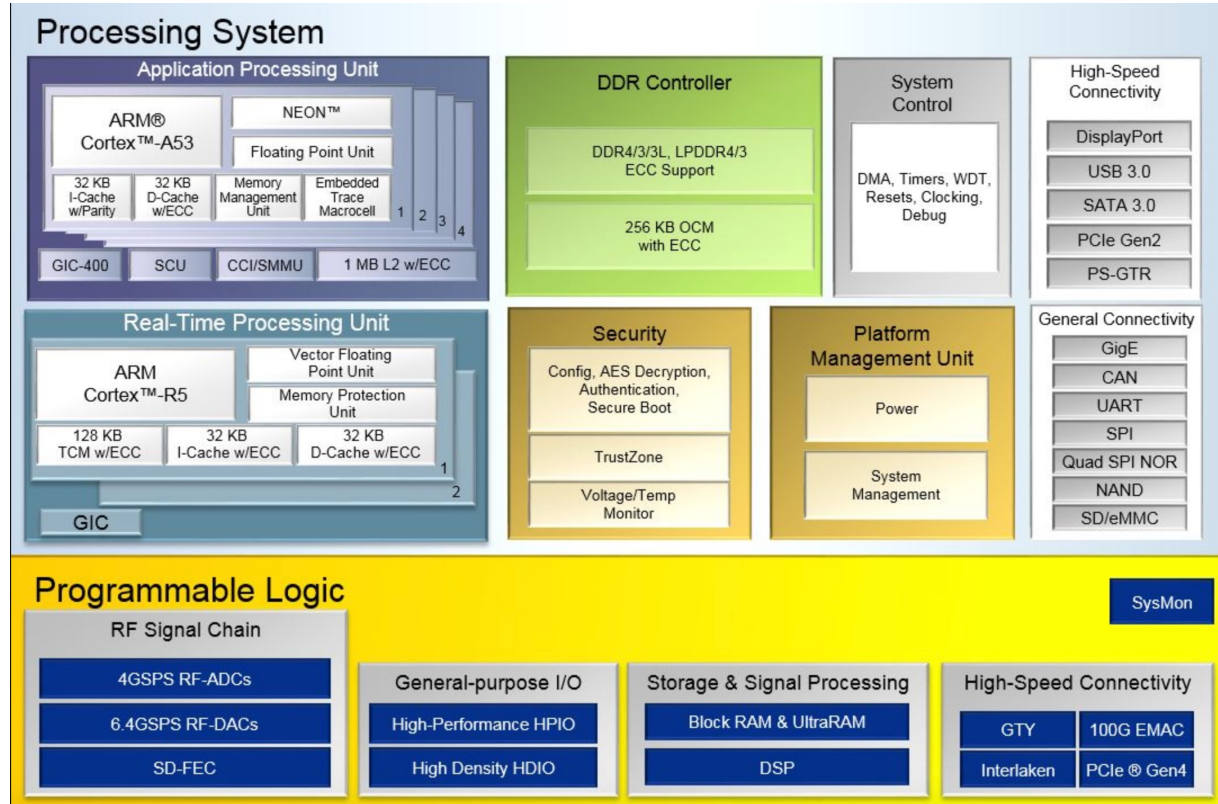 Processing System
Application Processing Unit
ARM®
Cortex™-A53
NEON™
Floating Point Unit
32 KB
I-Cache
w/Parity
32 KB
D-Cache
w/ECC
Memory
Management
Unit
Embedded
Trace
Macrocell
1
2
3
4
GIC-400
SCU
CCI/SMMU
1 MB L2 w/ECC
DDR Controller
DDR4/3/3L, LPDDR4/3
ECC Support
256 KB OCM
with ECC
System
Control
DMA, Timers, WDT,
Resets, Clocking,
Debug
High-Speed
Connectivity
DisplayPort
USB 3.0
SATA 3.0
PCIe Gen2
PS-GTR
Real-Time Processing Unit
ARM
Cortex™-R5
Vector Floating
Point Unit
Memory Protection
Unit
128 KB
TCM w/ECC
32 KB
I-Cache w/ECC
32 KB
D-Cache w/ECC
1
2
GIC
Security
Config, AES Decryption,
Authentication,
Secure Boot
TrustZone
Voltage/Temp
Monitor
Platform
Management Unit
Power
System
Management
General Connectivity
GigE
CAN
UART
SPI
Quad SPI NOR
NAND
SD/eMMC
Programmable Logic
SysMon
RF Signal Chain
4GSPS RF-ADCs
6.4GSPS RF-DACs
SD-FEC
General-purpose I/O
High-Performance HPIO
High Density HDIO
Storage & Signal Processing
Block RAM & UltraRAM
DSP
High-Speed Connectivity
GTY
100G EMAC
Interlaken
PCIe ® Gen4